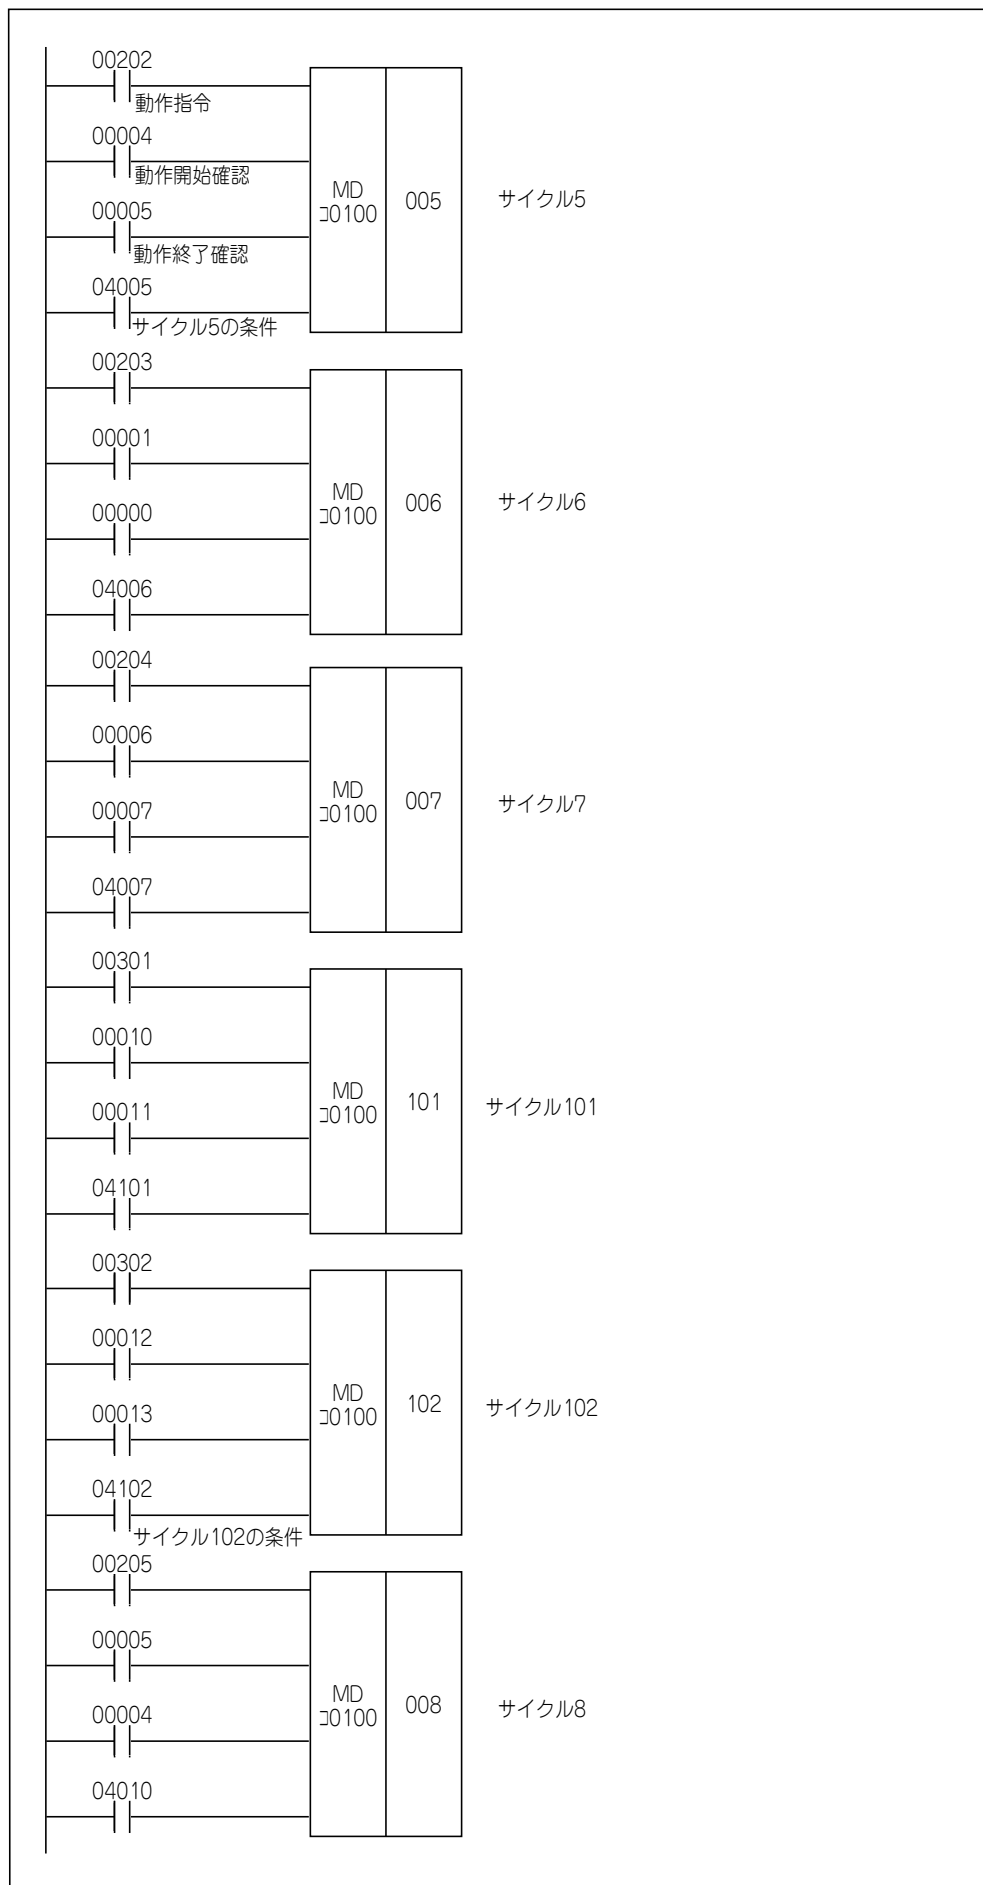 00202
動作指令
00004
動作開始確認
00005
動作終了確認
04005
サイクル5の条件
MD
コ0100
005
サイクル5
00203
00001
00000
04006
MD
コ0100
006
サイクル6
00204
00006
00007
04007
MD
コ0100
007
サイクル7
00301
00010
00011
04101
MD
コ0100
101
サイクル101
00302
00012
00013
04102
サイクル102の条件
MD
コ0100
102
サイクル102
00205
00005
00004
04010
MD
コ0100
008
サイクル8